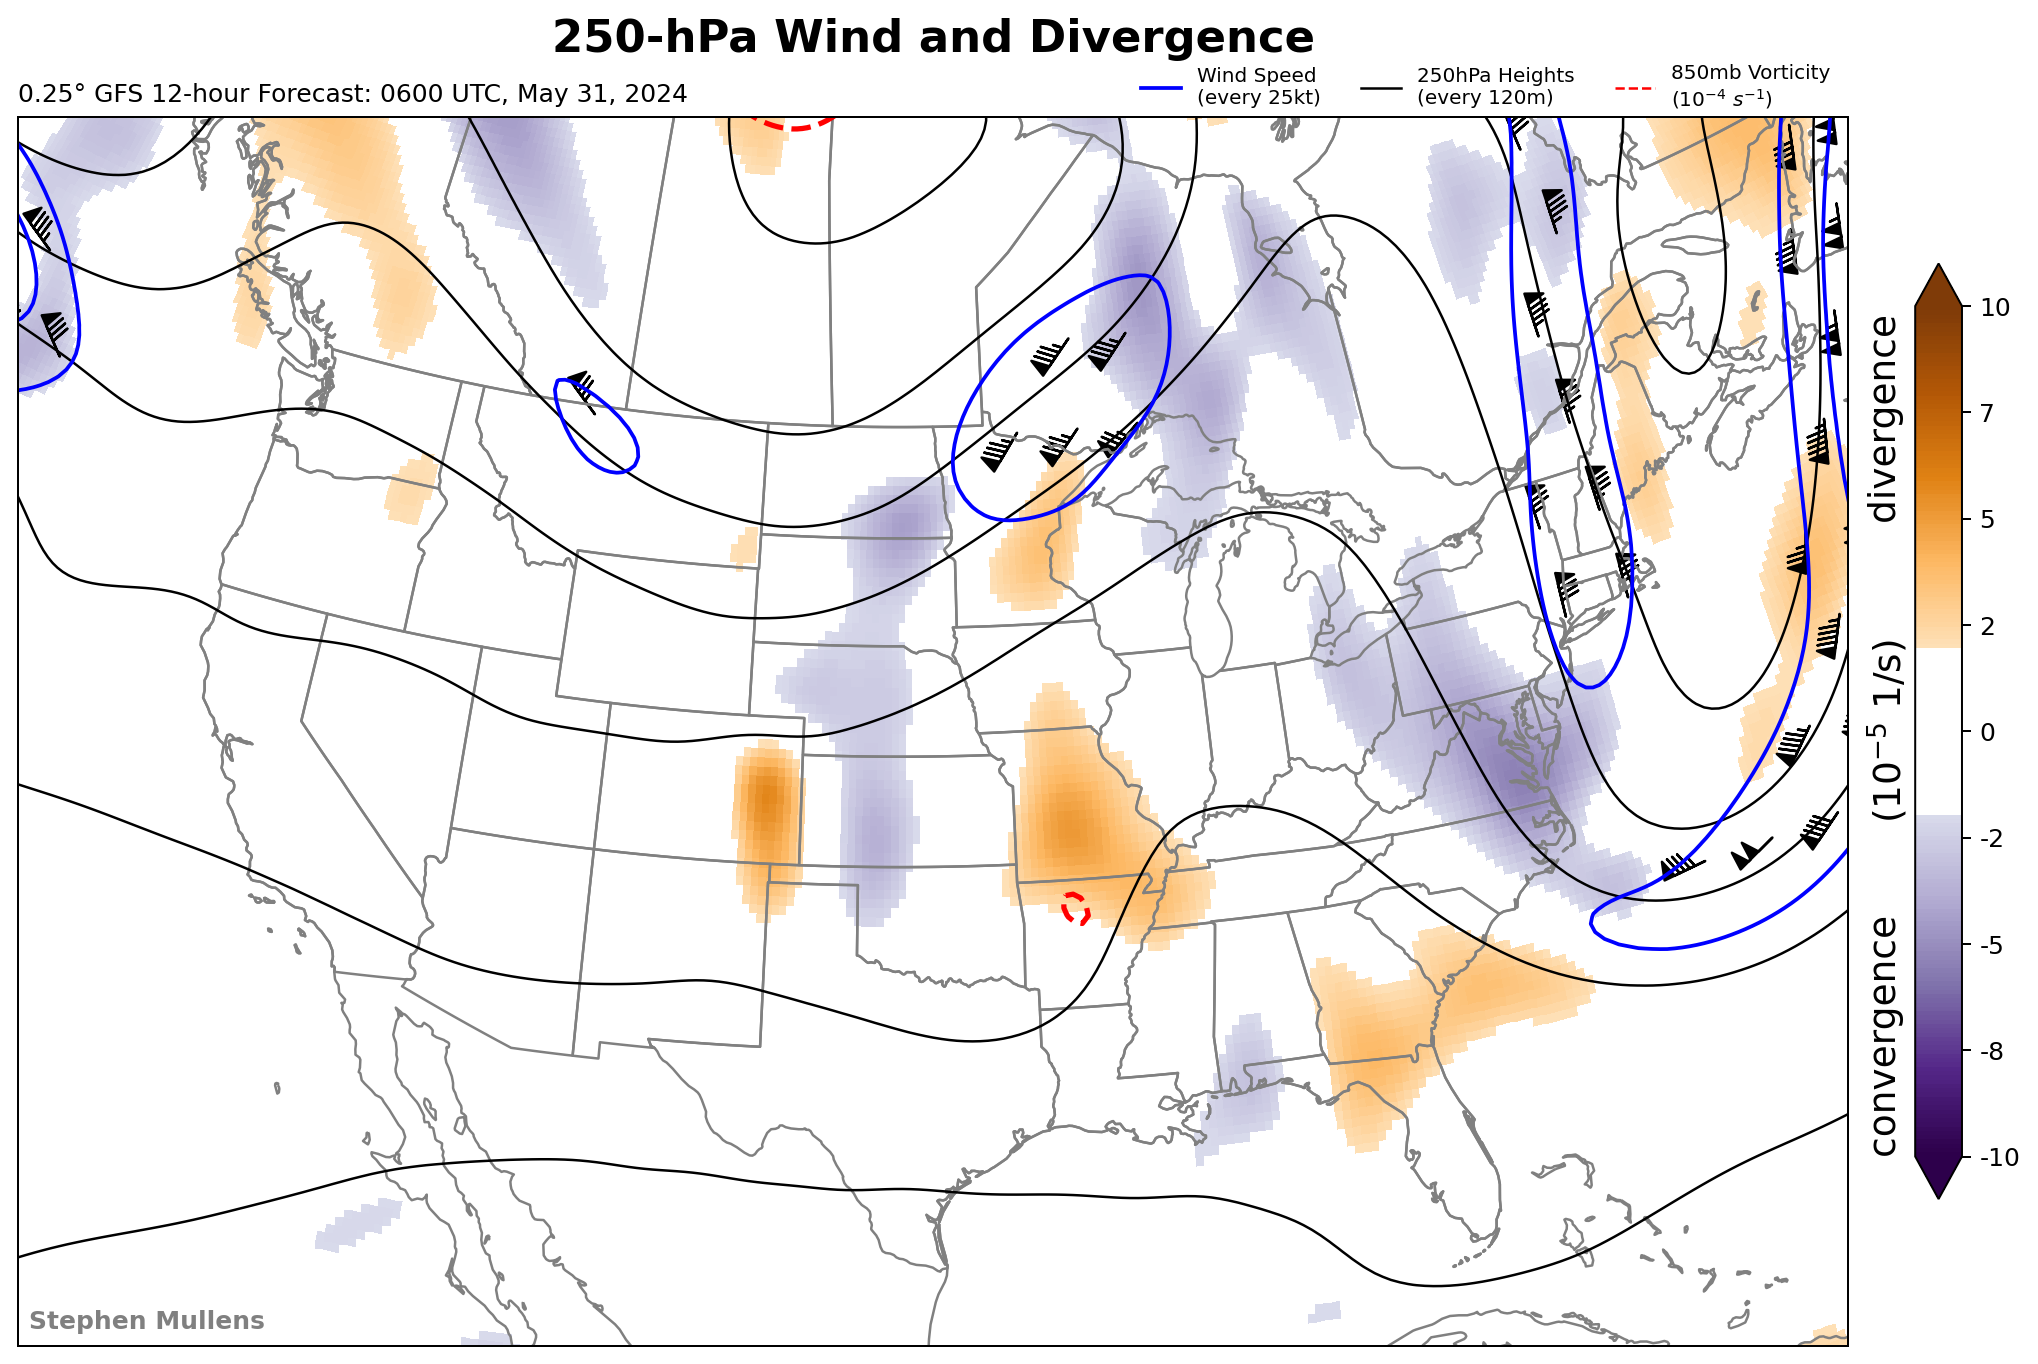 250-hPa Wind and Divergence
0.25° GFS 12-hour Forecast: 0600 UTC, May 31, 2024
Wind Speed
(every 25kt)
250hPa Heights
(every 120m)
850mb Vorticity
(10⁻⁴ s⁻¹)
10
7
5
2
0
-2
-5
-8
-10
convergence (10⁻⁵ 1/s) divergence
Stephen Mullens